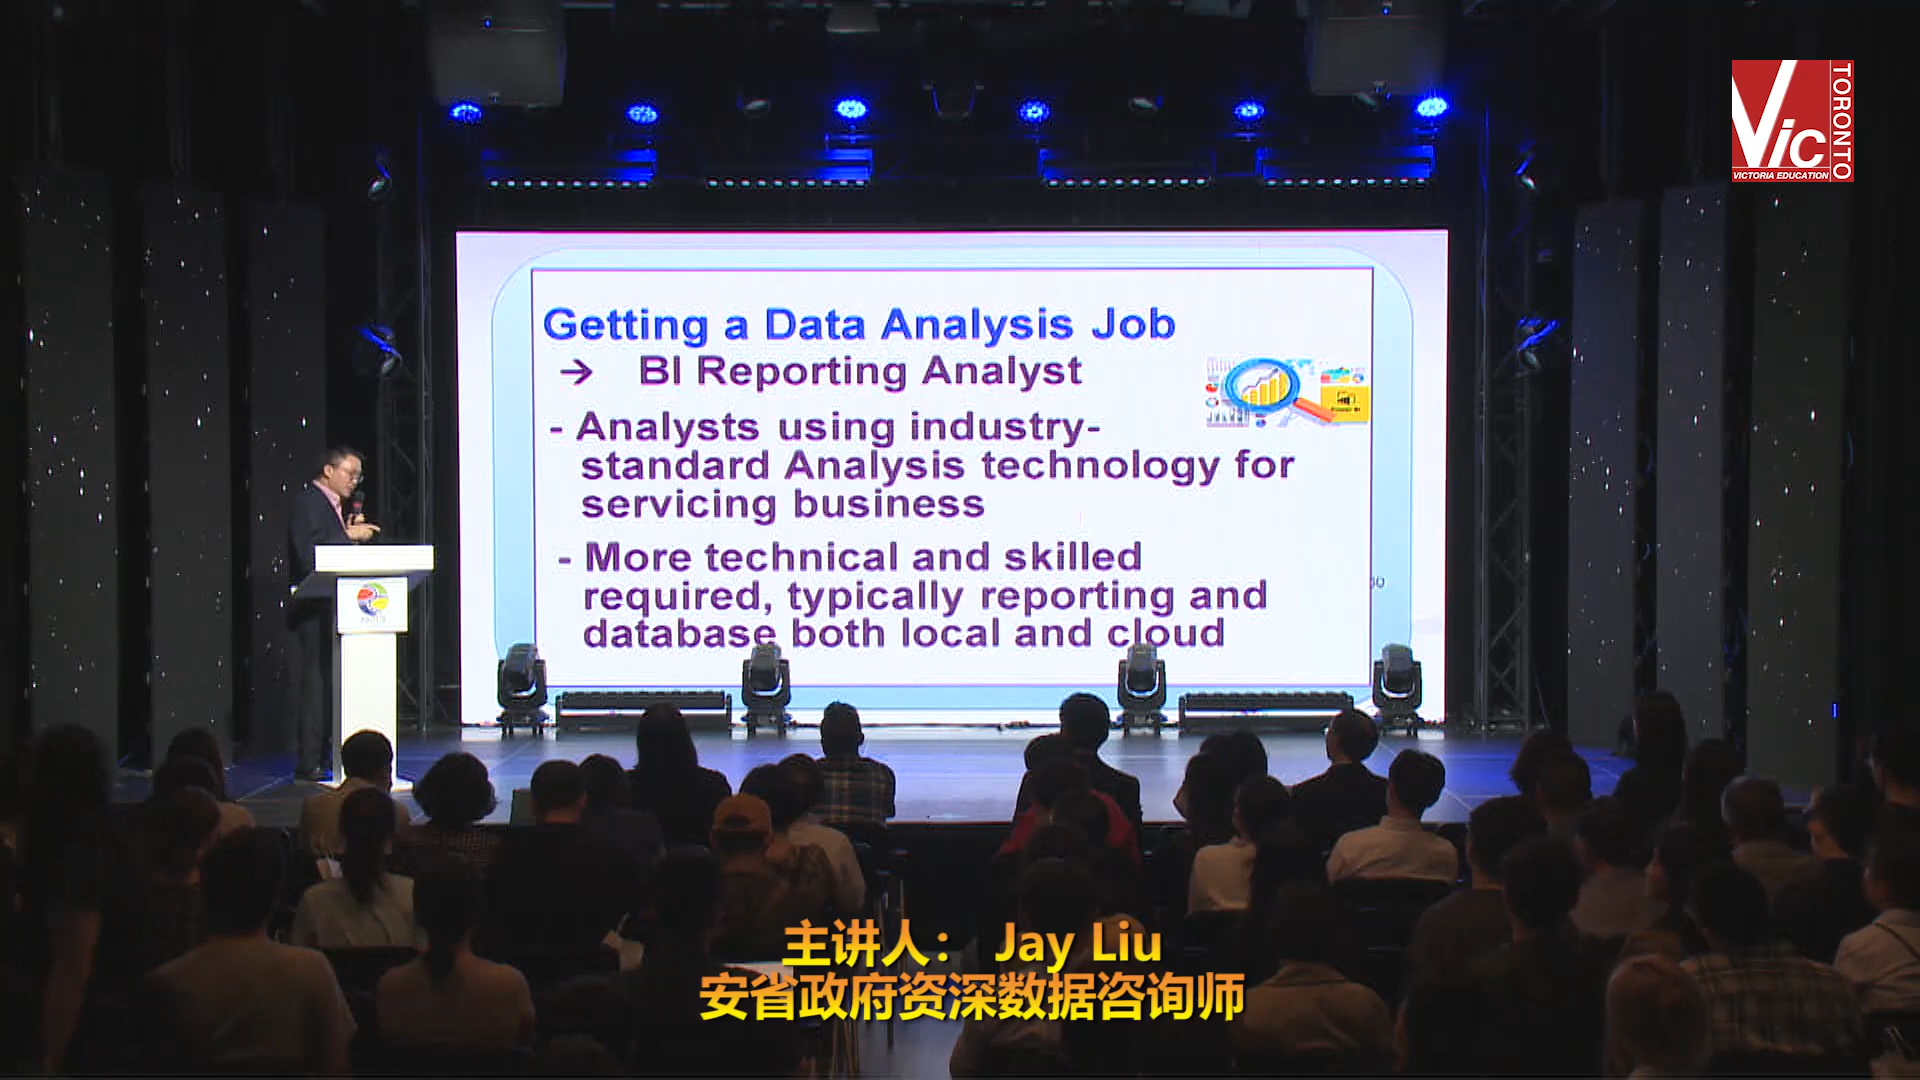 Vic
TORONTO
VICTORIA EDUCATION
Getting a Data Analysis Job
→ BI Reporting Analyst
- Analysts using industry-
standard Analysis technology for
servicing business
- More technical and skilled
required, typically reporting and
database both local and cloud
主讲人： Jay Liu
安省政府资深数据咨询师